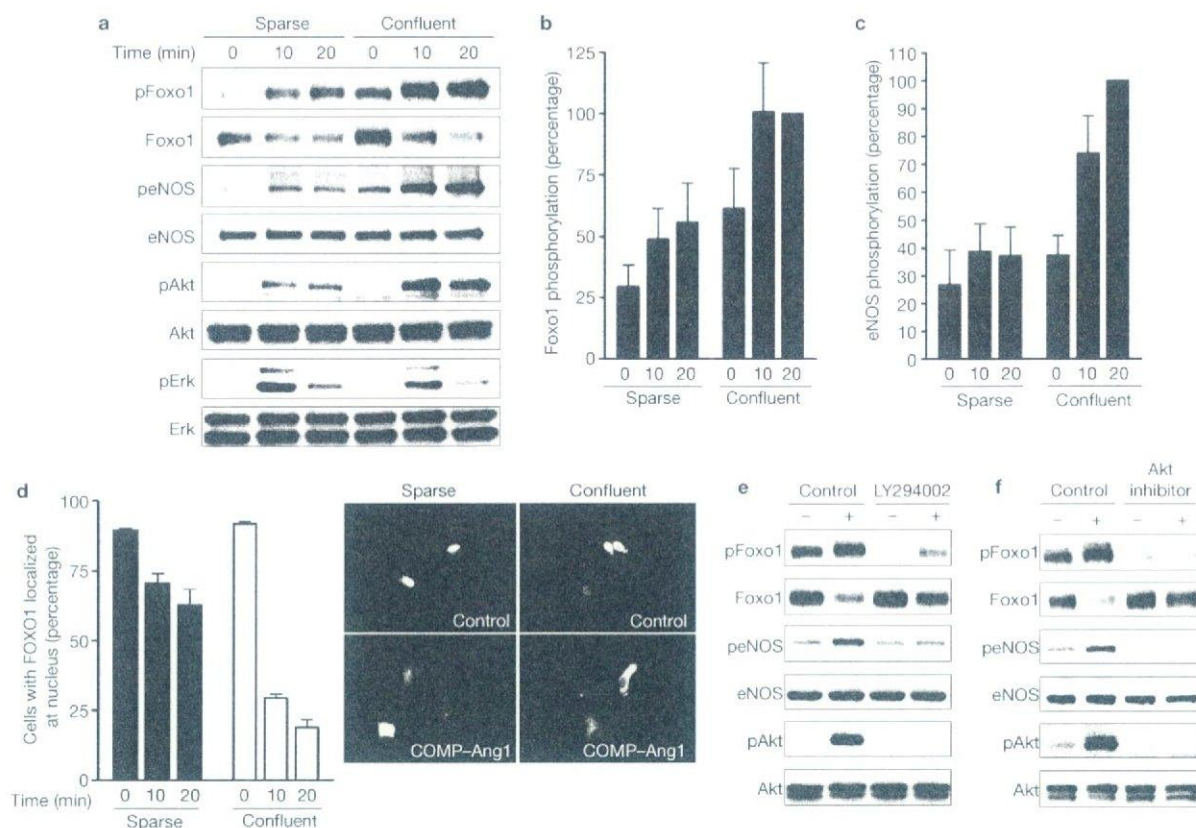 a
Sparse Confluent
Time (min) 0 10 20 0 10 20
pFoxo1
Foxo1
peNOS
eNOS
pAkt
Akt
pErk
Erk
b
Foxo1 phosphorylation (percentage)
125
100
75
50
25
0
0 10 20 0 10 20
Sparse Confluent
c
eNOS phosphorylation (percentage)
110
100
90
80
70
60
50
40
30
20
10
0
0 10 20 0 10 20
Sparse Confluent
d
Cells with FOXO1 localized
at nucleus (percentage)
100
75
50
25
0
Time (min) 0 10 20 0 10 20
Sparse Confluent
Sparse Confluent
Control Control
COMP–Ang1 COMP–Ang1
e
Control LY294002
− + − +
pFoxo1
Foxo1
peNOS
eNOS
pAkt
Akt
f
Akt
Control inhibitor
− + − +
pFoxo1
Foxo1
peNOS
eNOS
pAkt
Akt